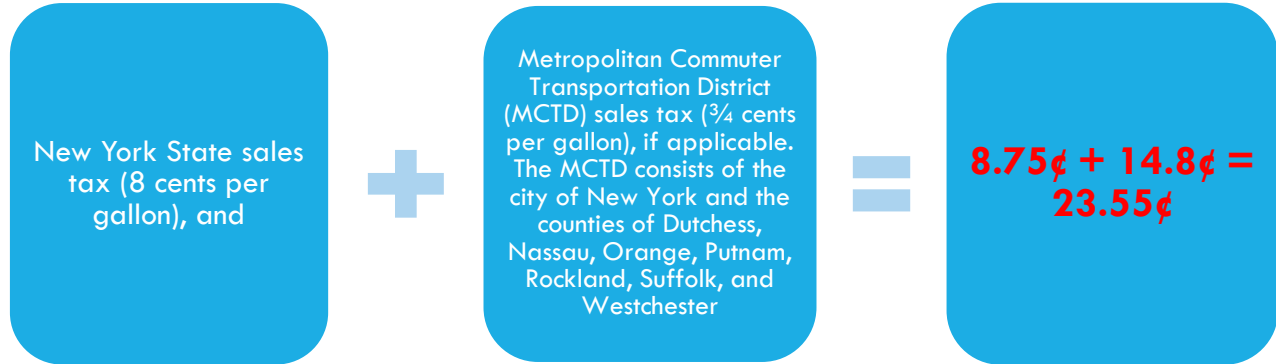 New York State sales
tax (8 cents per
gallon), and
Metropolitan Commuter
Transportation District
(MCTD) sales tax (¾ cents
per gallon), if applicable.
The MCTD consists of the
city of New York and the
counties of Dutchess,
Nassau, Orange, Putnam,
Rockland, Suffolk, and
Westchester
8.75¢ + 14.8¢ =
23.55¢